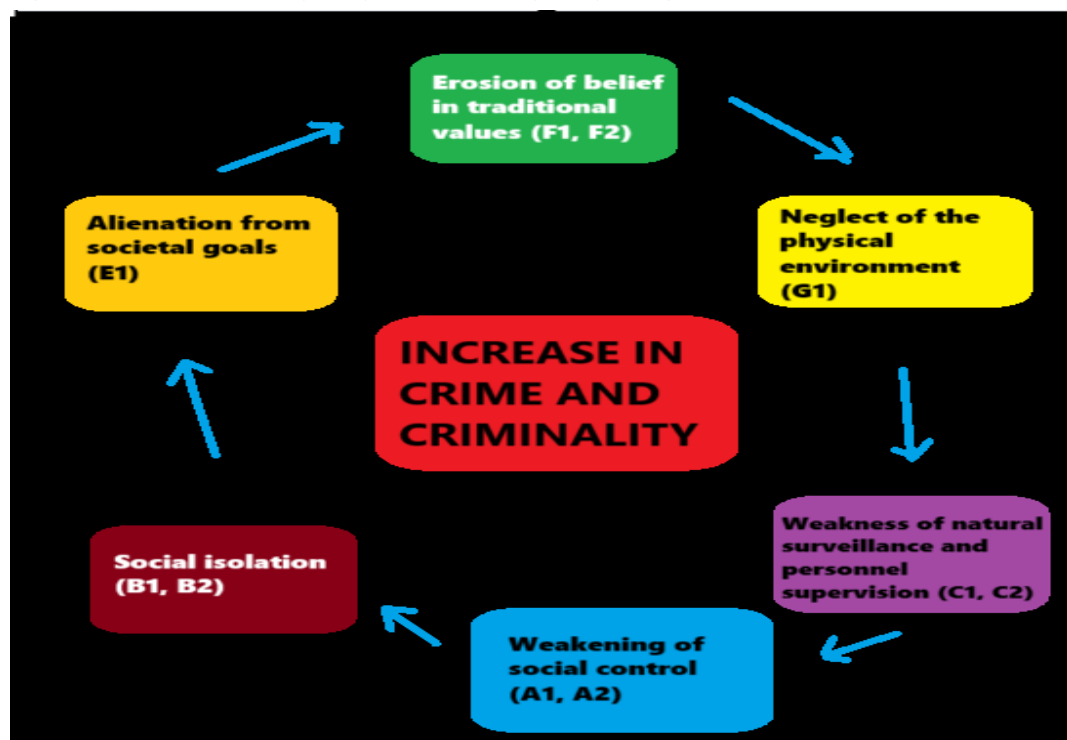 Erosion of belief
in traditional
values (F1, F2)
Neglect of the
physical
environment
(G1)
Weakness of natural
surveillance and
personnel
supervision (C1, C2)
Weakening of
social control
(A1, A2)
Social isolation
(B1, B2)
Alienation from
societal goals
(E1)
INCREASE IN
CRIME AND
CRIMINALITY